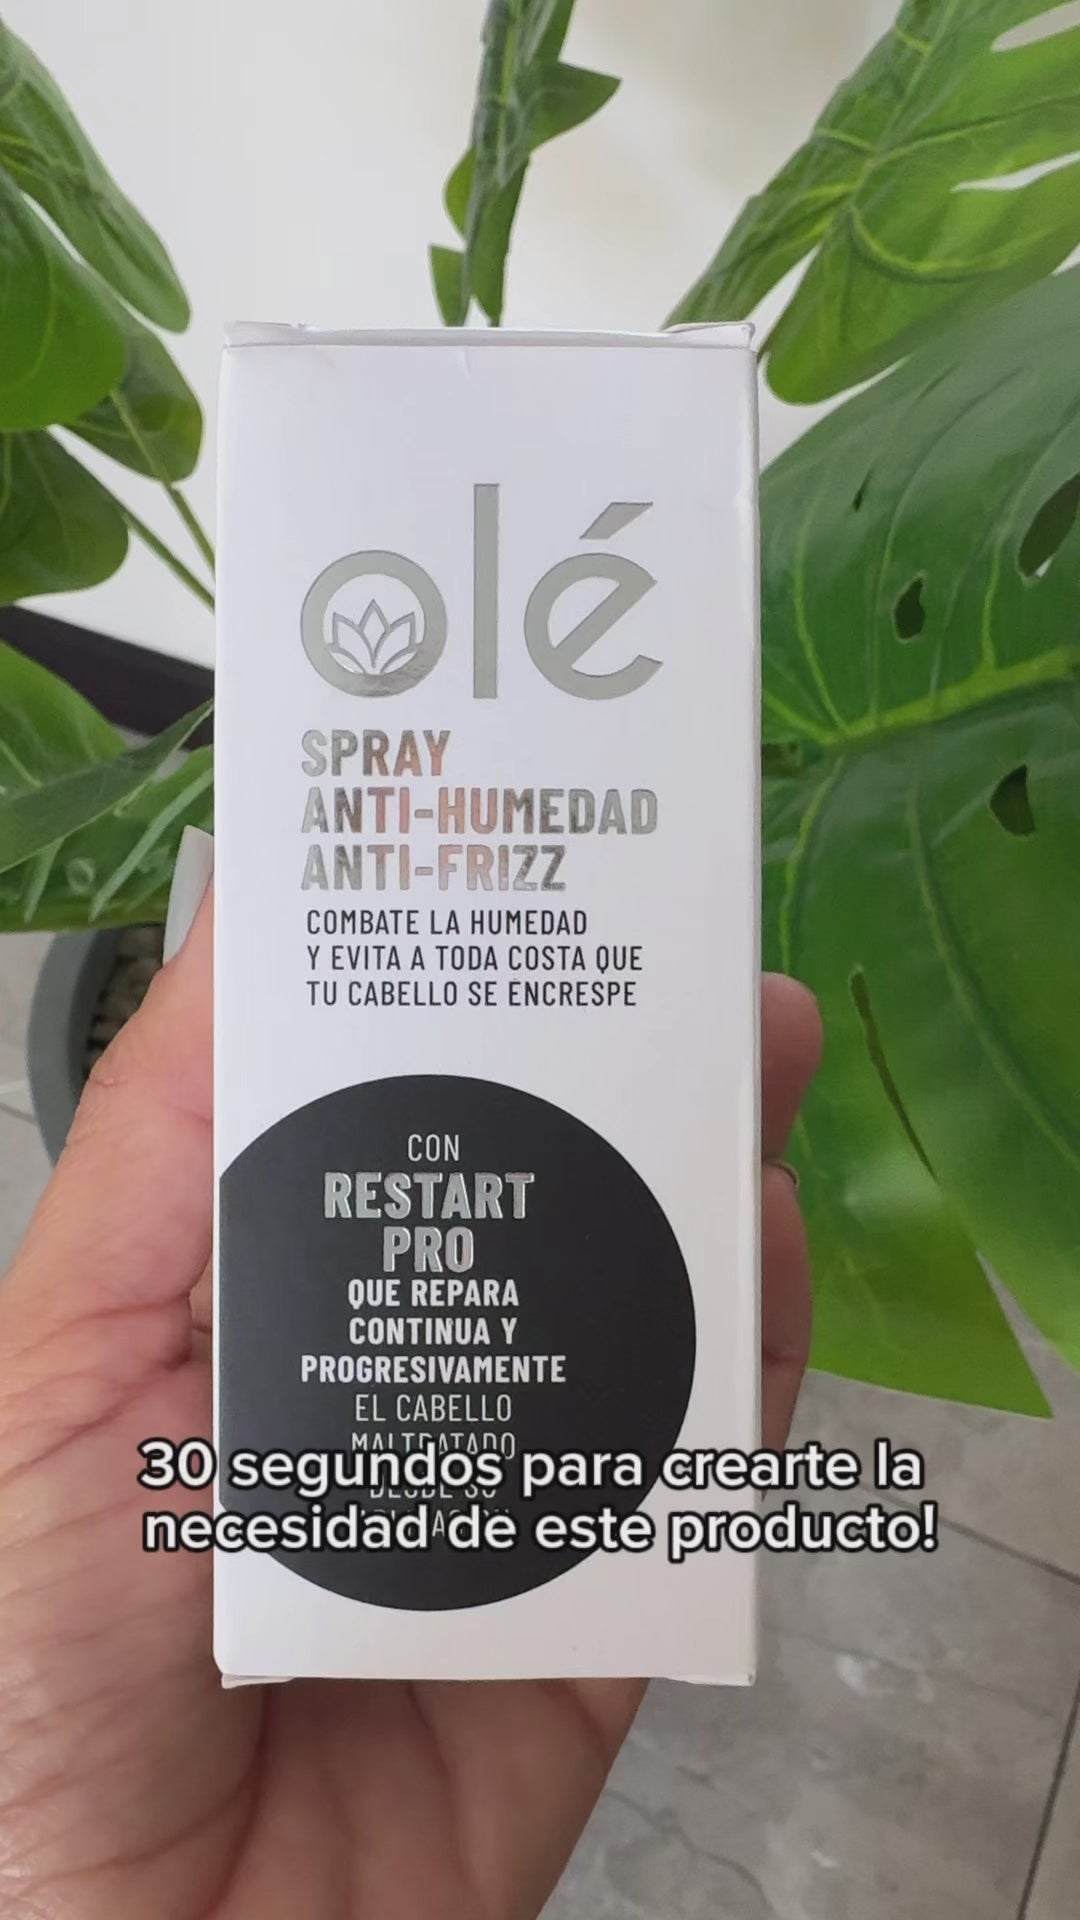 olé
SPRAY
ANTI-HUMEDAD
ANTI-FRIZZ
COMBATE LA HUMEDAD
Y EVITA A TODA COSTA QUE
TU CABELLO SE ENCRESPE
CON
RESTART
PRO
QUE REPARA
CONTINUA Y
PROGRESIVAMENTE
EL CABELLO
MALTRATADO
30 segundos para crearte la
necesidad de este producto!